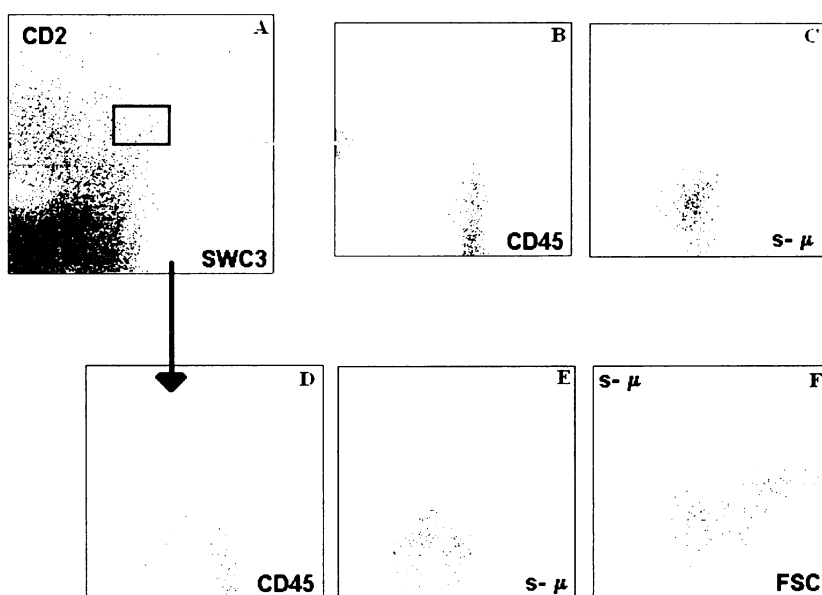 CD2
A
SWC3
B
CD45
C
s- μ
D
CD45
E
s- μ
s- μ
F
FSC